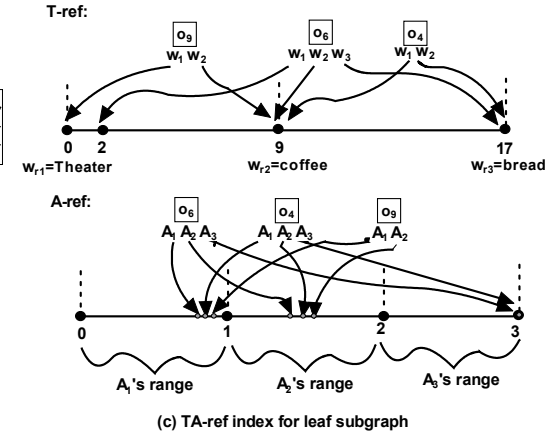 T-ref:
o9 o6 o4
w1 w2 w1 w2 w3 w1 w2
0 2 9 17
wr1=Theater wr2=coffee wr3=bread
A-ref:
o6 o4 o9
A1 A2 A3 A1 A2 A3 A1 A2
0 1 2 3
A1's range A2's range A3's range
(c) TA-ref index for leaf subgraph